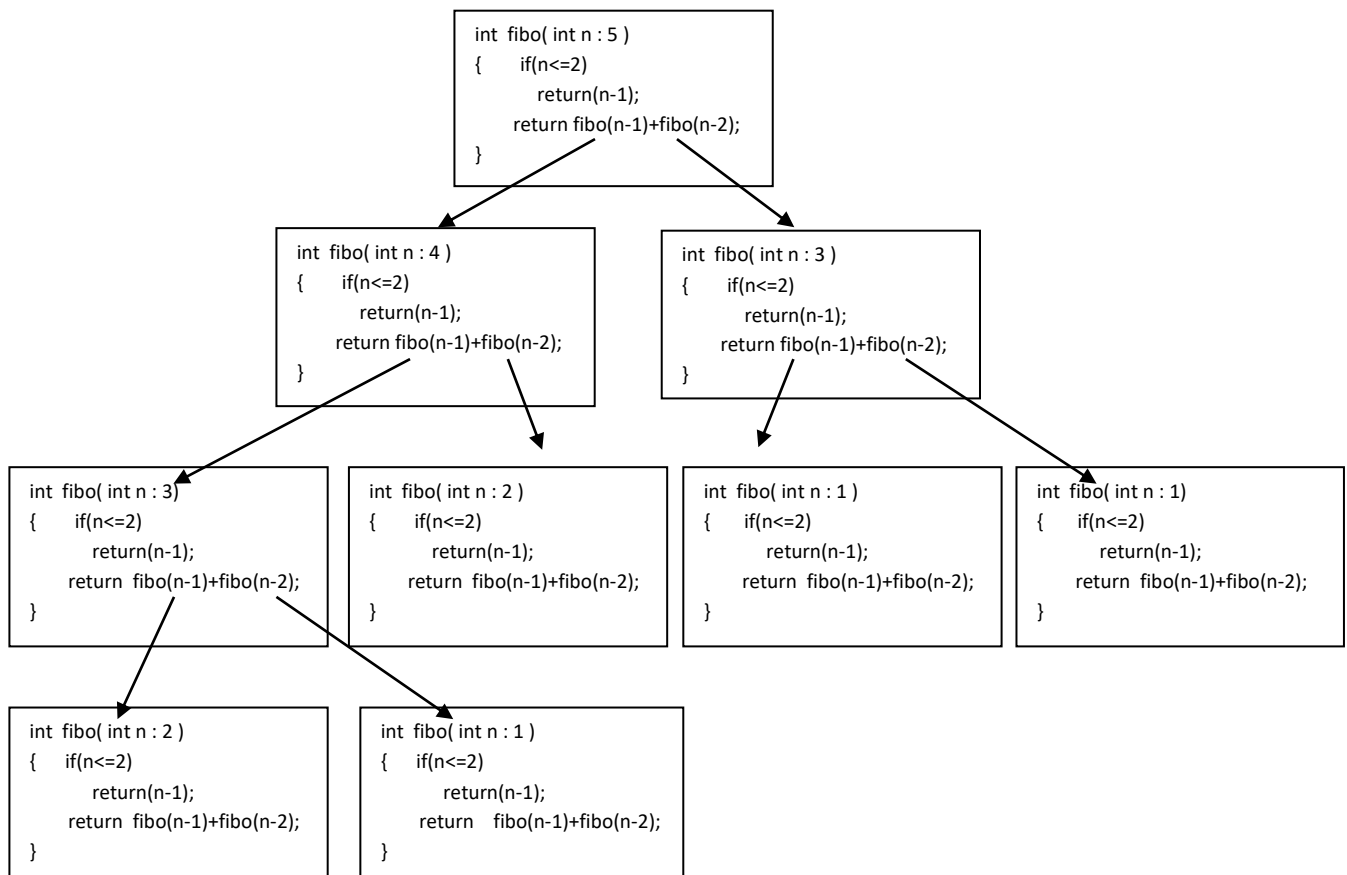 int fibo( int n : 5 )
{ if(n<=2)
return(n-1);
return fibo(n-1)+fibo(n-2);
}
int fibo( int n : 4 )
{ if(n<=2)
return(n-1);
return fibo(n-1)+fibo(n-2);
}
int fibo( int n : 3 )
{ if(n<=2)
return(n-1);
return fibo(n-1)+fibo(n-2);
}
int fibo( int n : 3)
{ if(n<=2)
return(n-1);
return fibo(n-1)+fibo(n-2);
}
int fibo( int n : 2 )
{ if(n<=2)
return(n-1);
return fibo(n-1)+fibo(n-2);
}
int fibo( int n : 1 )
{ if(n<=2)
return(n-1);
return fibo(n-1)+fibo(n-2);
}
int fibo( int n : 1)
{ if(n<=2)
return(n-1);
return fibo(n-1)+fibo(n-2);
}
int fibo( int n : 2 )
{ if(n<=2)
return(n-1);
return fibo(n-1)+fibo(n-2);
}
int fibo( int n : 1 )
{ if(n<=2)
return(n-1);
return fibo(n-1)+fibo(n-2);
}